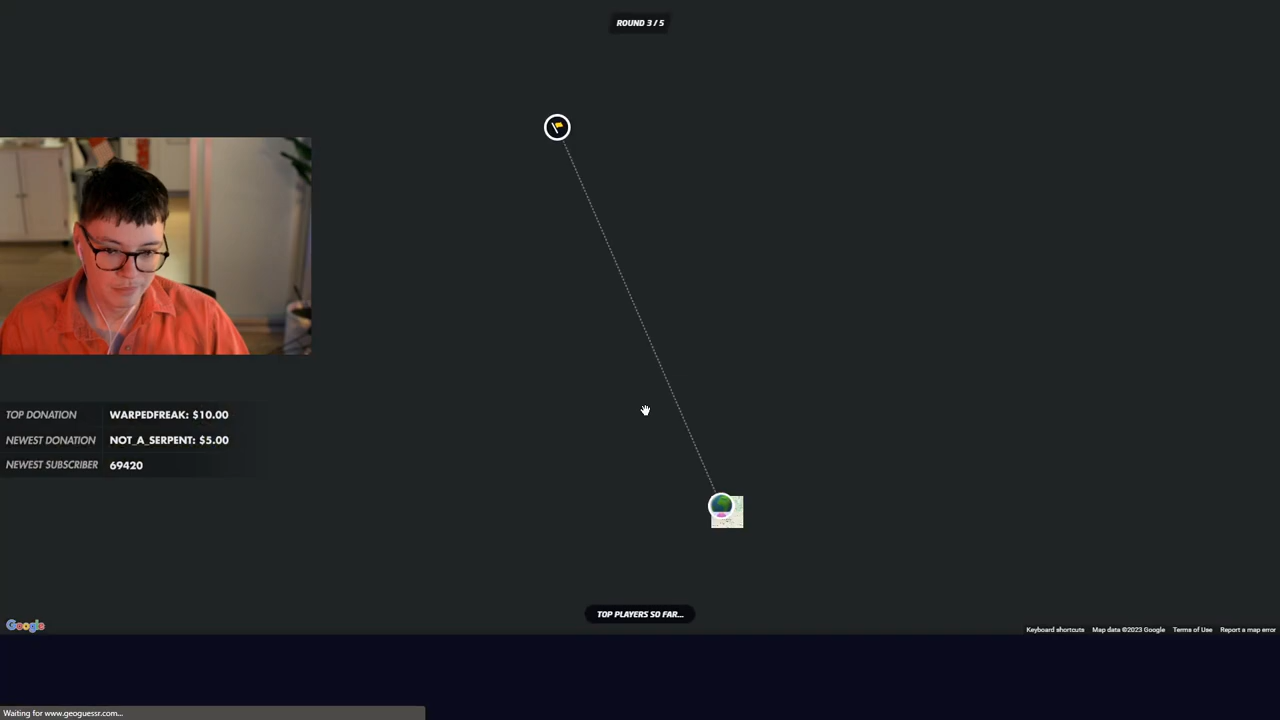 ROUND 3 / 5
TOP DONATION WARPEDFREAK: $10.00
NEWEST DONATION NOT_A_SERPENT: $5.00
NEWEST SUBSCRIBER 69420
TOP PLAYERS SO FAR...
Google
Keyboard shortcuts Map data ©2023 Google Terms of Use Report a map error
Waiting for www.geoguessr.com...